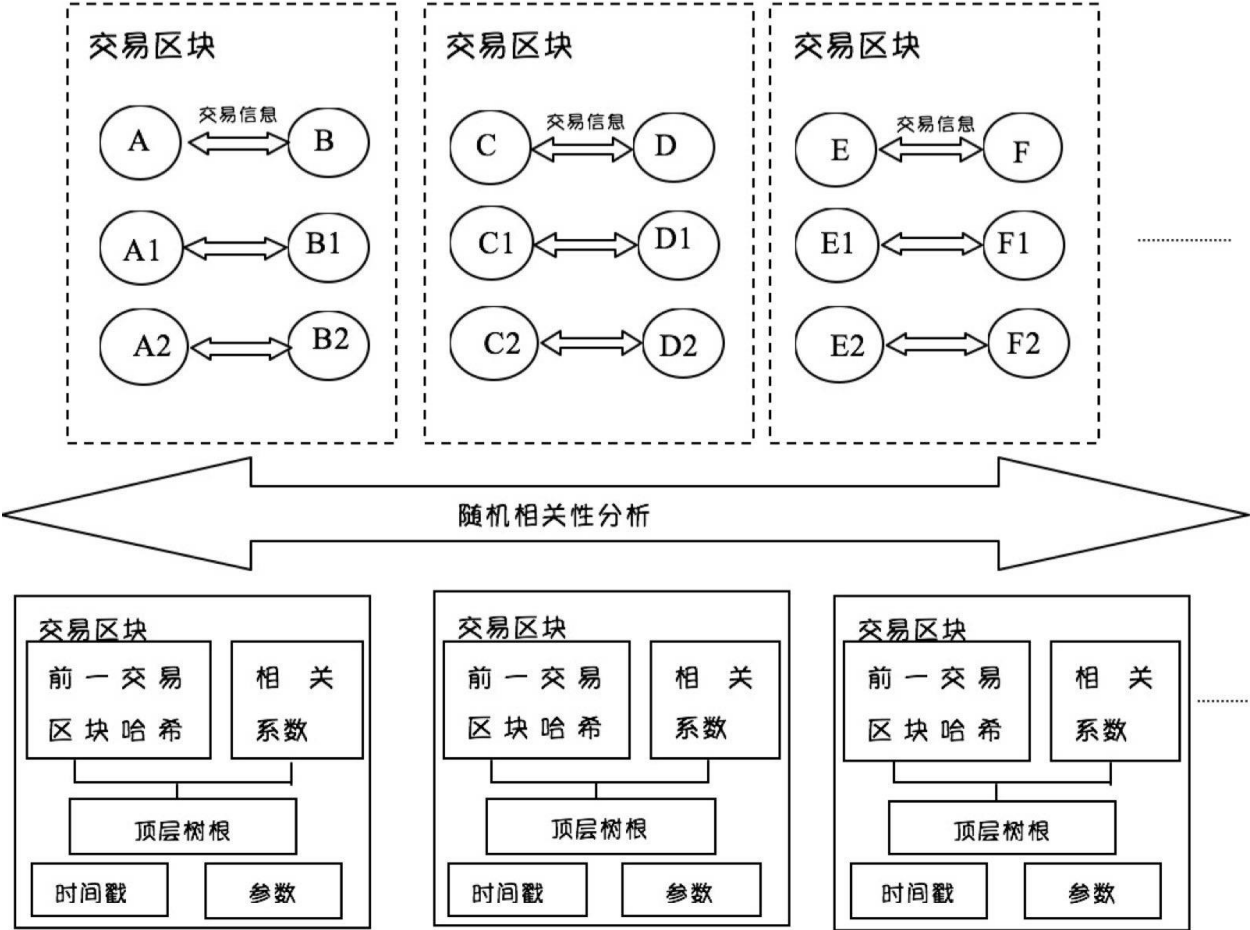 交易区块
A
交易信息
B
A1
B1
A2
B2
交易区块
C
交易信息
D
C1
D1
C2
D2
交易区块
E
交易信息
F
E1
F1
E2
F2
随机相关性分析
交易区块
前一交易
区块哈希
相关
系数
顶层树根
时间戳
参数
交易区块
前一交易
区块哈希
相关
系数
顶层树根
时间戳
参数
交易区块
前一交易
区块哈希
相关
系数
顶层树根
时间戳
参数